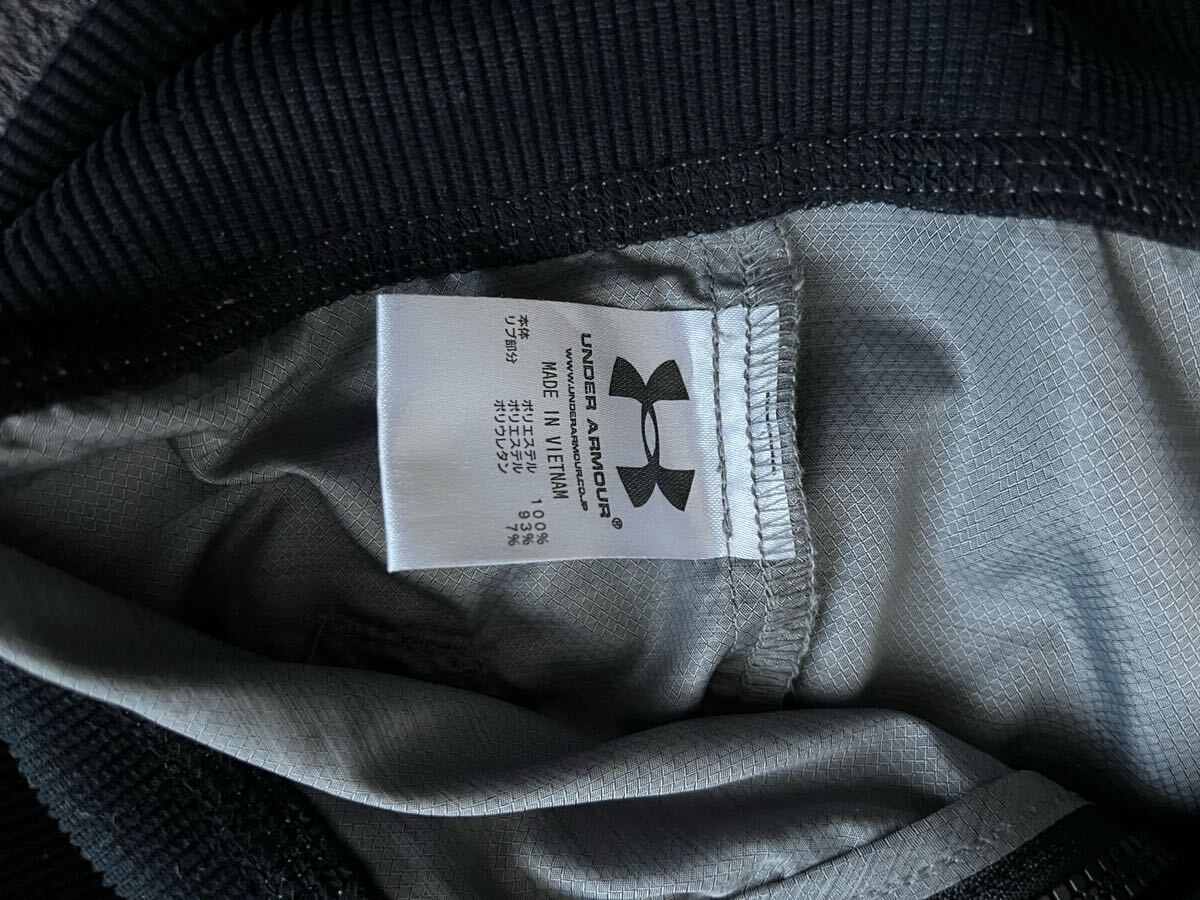 UNDER ARMOUR®
WWW.UNDERARMOUR.CO.JP
MADE IN VIETNAM
本体 ポリエステル 100%
リブ部分 ポリエステル 93%
ポリウレタン 7%